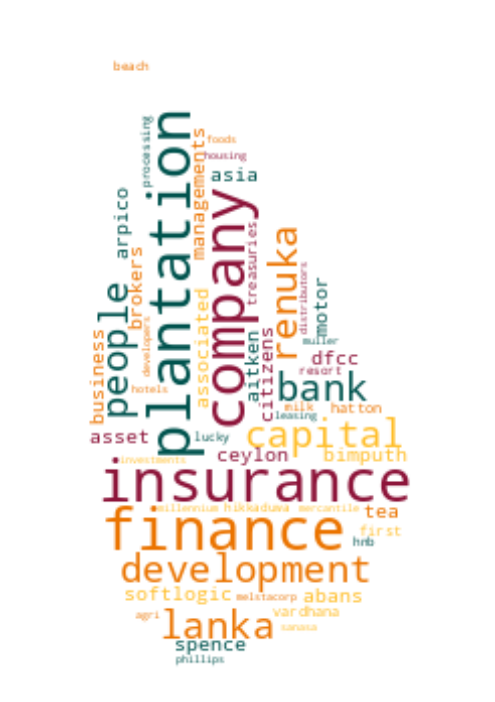 beach
processing
plantation
managements
foods
housing
asia
arpico
company
treasuries
renuka
brokers
people
developers
business
associated
aitken
citizens
distributors
motor
muller
dfcc
resort
hotels
bank
leasing
milk
hatton
asset
lucky
capital
ceylon
bimputh
investments
insurance
millennium
hikkaduwa
mercantile
tea
finance
first
hnb
development
softlogic
melstacorp
abans
agri
lanka
vardhana
sanasa
spence
phillips